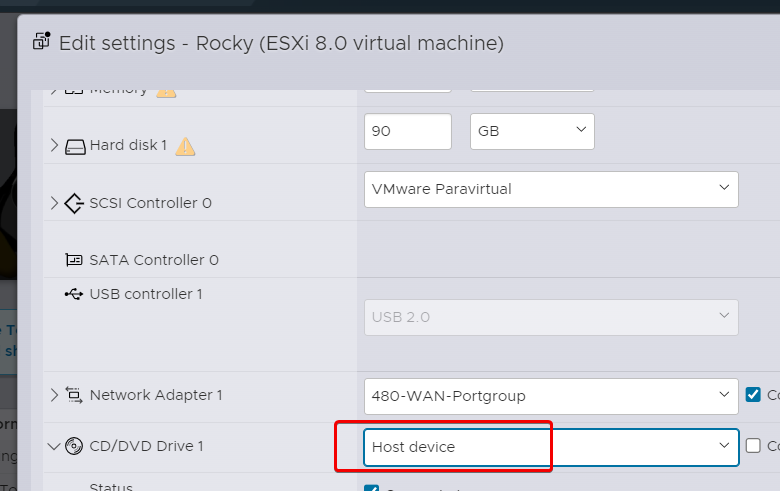 Edit settings - Rocky (ESXi 8.0 virtual machine)
Memory
Hard disk 1
90
GB
SCSI Controller 0
VMware Paravirtual
SATA Controller 0
USB controller 1
USB 2.0
Network Adapter 1
480-WAN-Portgroup
CD/DVD Drive 1
Host device
Status